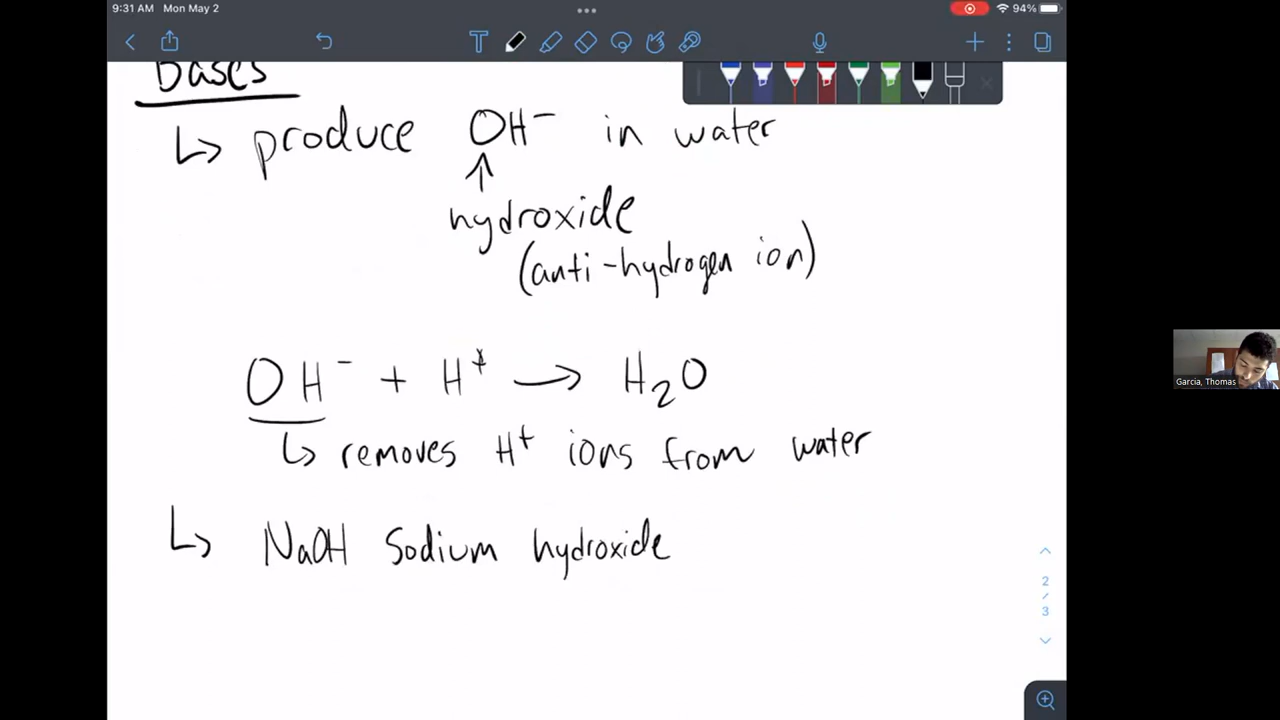 9:31 AM Mon May 2
94%
Bases
↳ produce OH⁻ in water
↑
hydroxide
(anti-hydrogen ion)
OH⁻ + H⁺ → H₂O
↳ removes H⁺ ions from water
↳ NaOH Sodium hydroxide
2
/
3
Garcia, Thomas